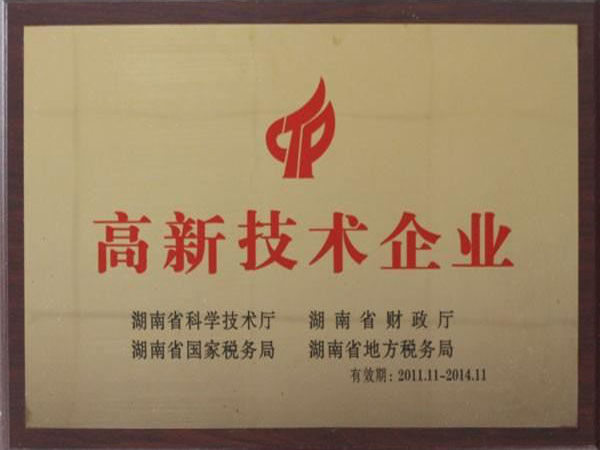 CTP
高新技术企业
湖南省科学技术厅 湖南省财政厅
湖南省国家税务局 湖南省地方税务局
有效期：2011.11-2014.11